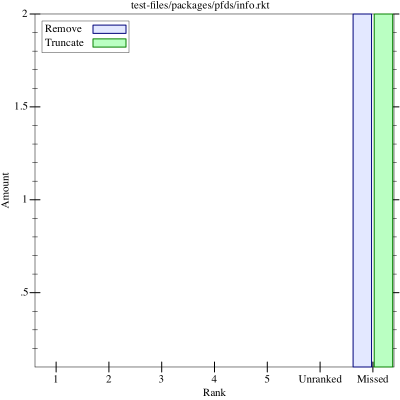 test-files/packages/pfds/info.rkt
2
Remove
Truncate
1.5
Amount
1
.5
1 2 3 4 5 Unranked Missed
Rank